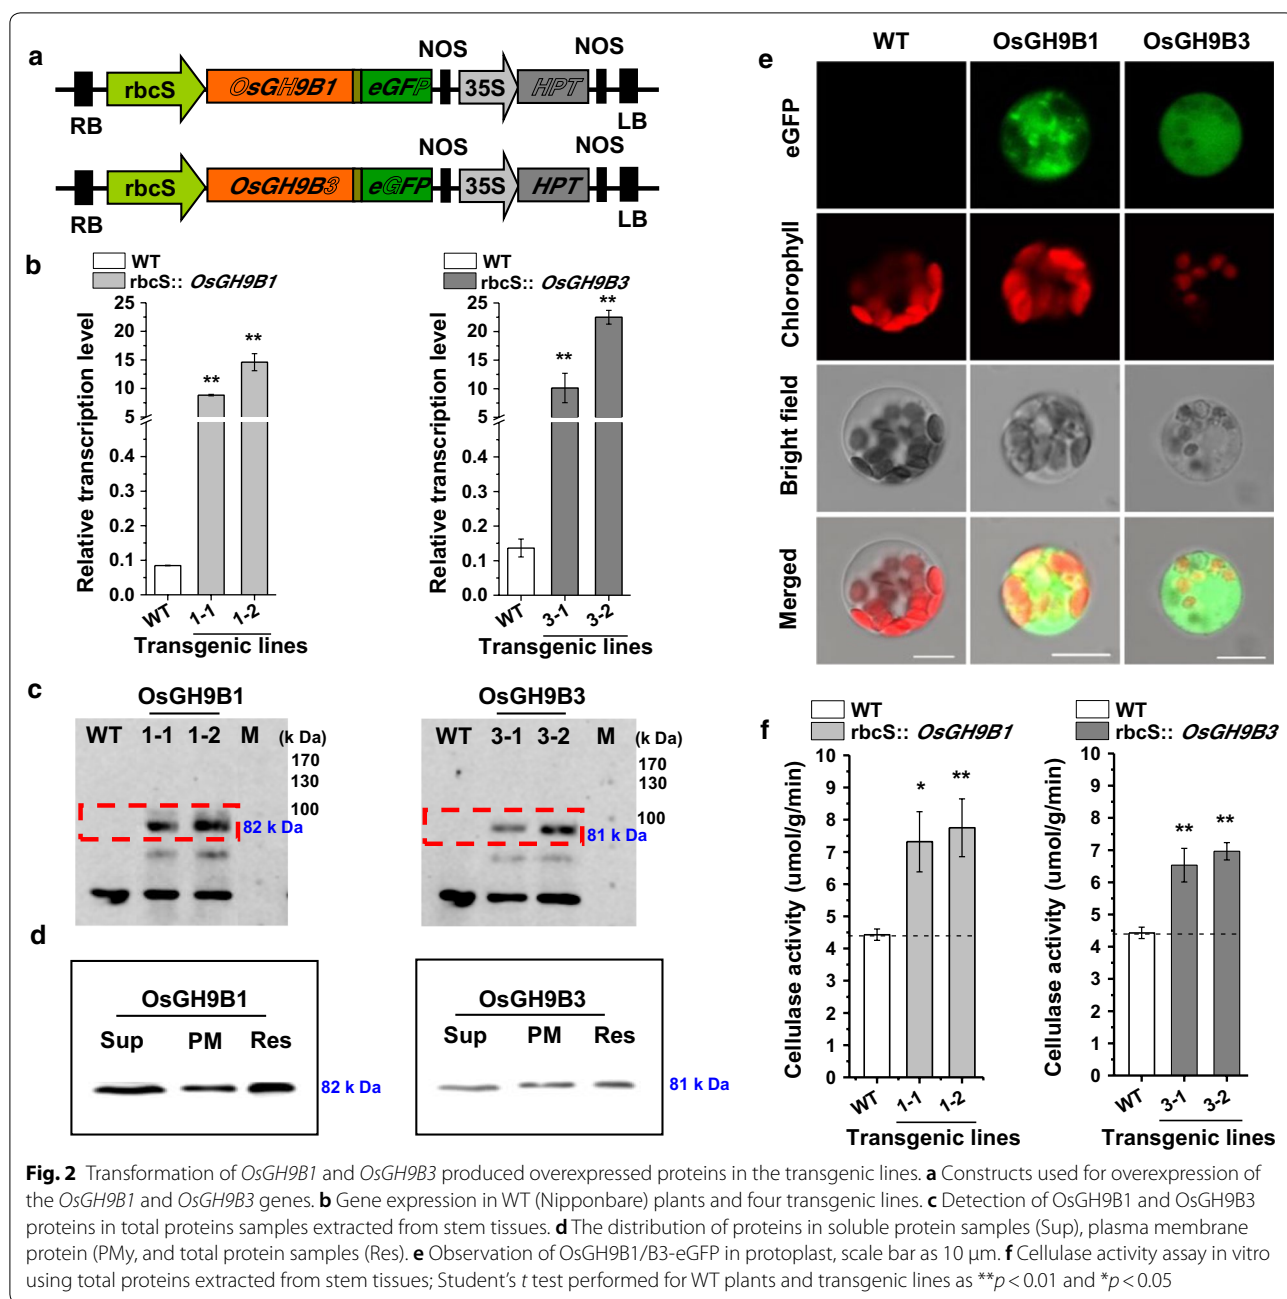 a
NOS NOS
rbcS OsGH9B1 eGFP 35S HPT
RB LB
NOS NOS
rbcS OsGH9B3 eGFP 35S HPT
RB LB
b
WT
rbcS:: OsGH9B1
Relative transcription level
25
20
15
10
5
0.4
0.3
0.2
0.1
0.0
** **
WT 1-1 1-2
Transgenic lines
WT
rbcS:: OsGH9B3
Relative transcription level
25
20
15
10
5
0.4
0.3
0.2
0.1
0.0
** **
WT 3-1 3-2
Transgenic lines
c
OsGH9B1
WT 1-1 1-2 M (k Da)
170
130
100
82 k Da
OsGH9B3
WT 3-1 3-2 M (k Da)
170
130
100
81 k Da
d
OsGH9B1
Sup PM Res
82 k Da
OsGH9B3
Sup PM Res
81 k Da
e
WT OsGH9B1 OsGH9B3
eGFP
Chlorophyll
Bright field
Merged
f
WT
rbcS:: OsGH9B1
Cellulase activity (umol/g/min)
10
9
8
7
6
5
4
3
2
1
0
* **
WT 1-1 1-2
Transgenic lines
WT
rbcS:: OsGH9B3
Cellulase activity (umol/g/min)
10
9
8
7
6
5
4
3
2
1
0
** **
WT 3-1 3-2
Transgenic lines
Fig. 2 Transformation of OsGH9B1 and OsGH9B3 produced overexpressed proteins in the transgenic lines. a Constructs used for overexpression of
the OsGH9B1 and OsGH9B3 genes. b Gene expression in WT (Nipponbare) plants and four transgenic lines. c Detection of OsGH9B1 and OsGH9B3
proteins in total proteins samples extracted from stem tissues. d The distribution of proteins in soluble protein samples (Sup), plasma membrane
protein (PMy, and total protein samples (Res). e Observation of OsGH9B1/B3-eGFP in protoplast, scale bar as 10 μm. f Cellulase activity assay in vitro
using total proteins extracted from stem tissues; Student's t test performed for WT plants and transgenic lines as **p < 0.01 and *p < 0.05